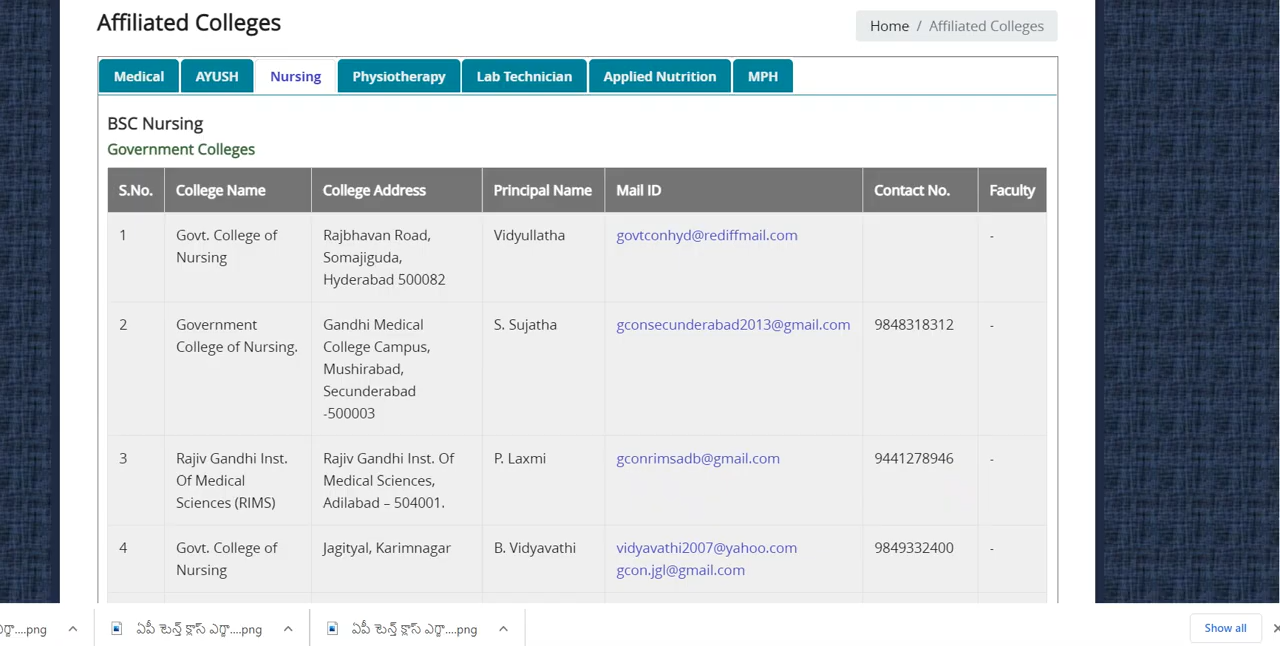 Affiliated Colleges
Home / Affiliated Colleges
Medical AYUSH Nursing Physiotherapy Lab Technician Applied Nutrition MPH
BSC Nursing
Government Colleges
S.No. College Name College Address Principal Name Mail ID Contact No. Faculty
1 Govt. College of Rajbhavan Road, Vidyullatha govtconhyd@rediffmail.com -
Nursing Somajiguda,
Hyderabad 500082
2 Government Gandhi Medical S. Sujatha gconsecunderabad2013@gmail.com 9848318312 -
College of Nursing. College Campus,
Mushirabad,
Secunderabad
-500003
3 Rajiv Gandhi Inst. Rajiv Gandhi Inst. Of P. Laxmi gconrimsadb@gmail.com 9441278946 -
Of Medical Medical Sciences,
Sciences (RIMS) Adilabad – 504001.
4 Govt. College of Jagityal, Karimnagar B. Vidyavathi vidyavathi2007@yahoo.com 9849332400 -
Nursing gcon.jgl@gmail.com
....png ఏపీ టెన్త్ క్లాస్ ఎగ్జా....png ఏపీ టెన్త్ క్లాస్ ఎగ్జా....png Show all